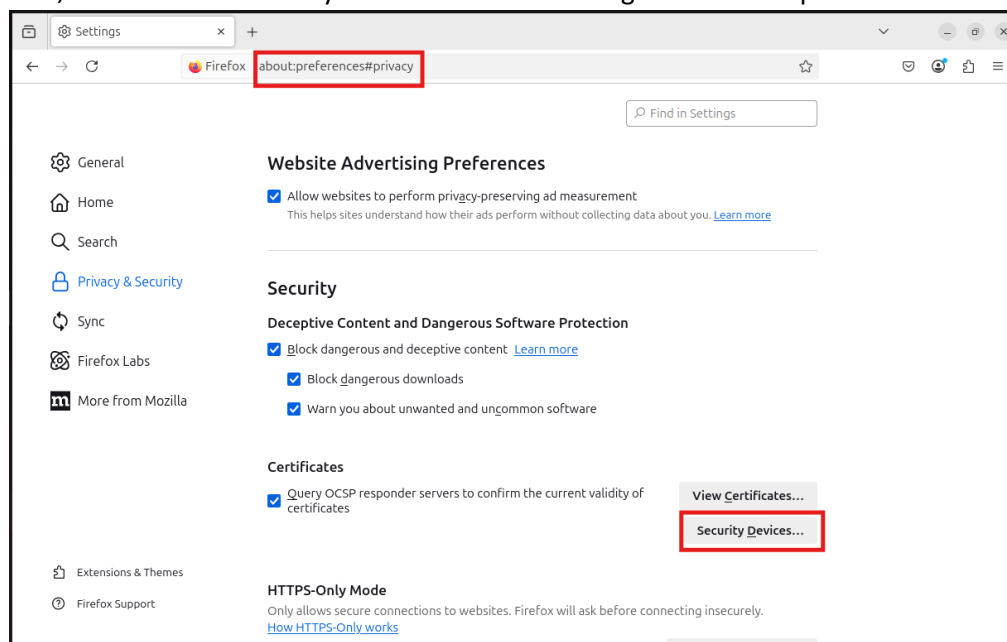 Settings
Firefox about:preferences#privacy
Find in Settings
General
Home
Search
Privacy & Security
Sync
Firefox Labs
More from Mozilla
Extensions & Themes
Firefox Support
Website Advertising Preferences
Allow websites to perform privacy-preserving ad measurement
This helps sites understand how their ads perform without collecting data about you. Learn more
Security
Deceptive Content and Dangerous Software Protection
Block dangerous and deceptive content Learn more
Block dangerous downloads
Warn you about unwanted and uncommon software
Certificates
Query OCSP responder servers to confirm the current validity of
certificates
View Certificates...
Security Devices...
HTTPS-Only Mode
Only allows secure connections to websites. Firefox will ask before connecting insecurely.
How HTTPS-Only works